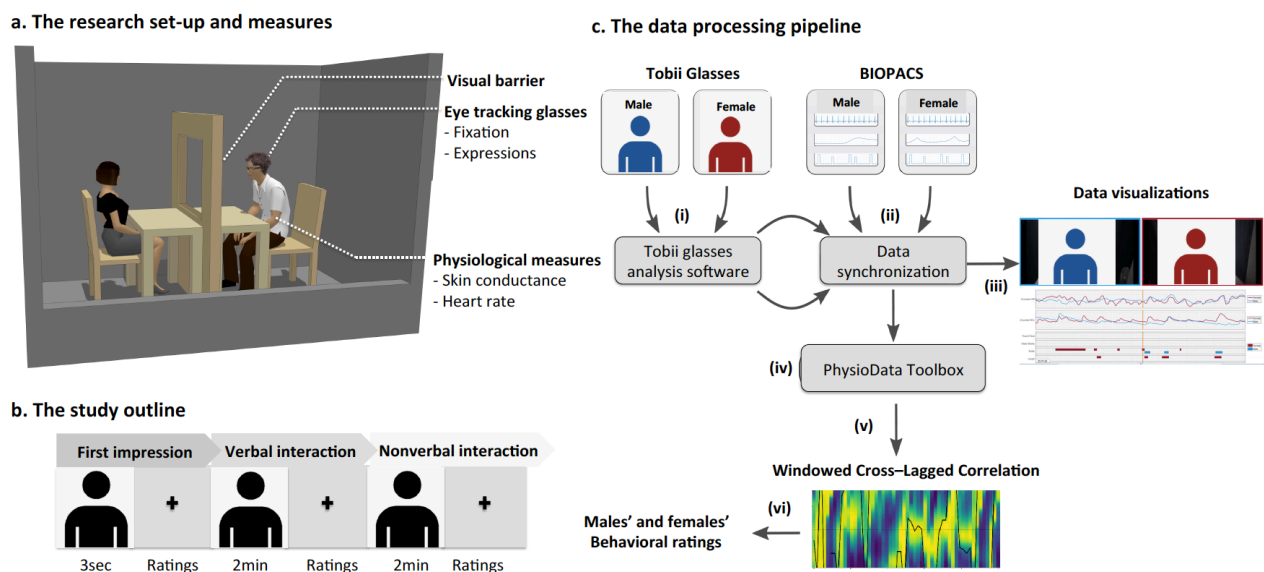 a. The research set-up and measures
Visual barrier
Eye tracking glasses
- Fixation
- Expressions
Physiological measures
- Skin conductance
- Heart rate
b. The study outline
First impression
Verbal interaction
Nonverbal interaction
3sec
Ratings
2min
Ratings
2min
Ratings
c. The data processing pipeline
Tobii Glasses
BIOPACS
Male
Female
Male
Female
(i)
(ii)
Tobii glasses
analysis software
Data
synchronization
(iii)
Data visualizations
(iv)
PhysioData Toolbox
(v)
Windowed Cross–Lagged Correlation
(vi)
Males’ and females’
Behavioral ratings